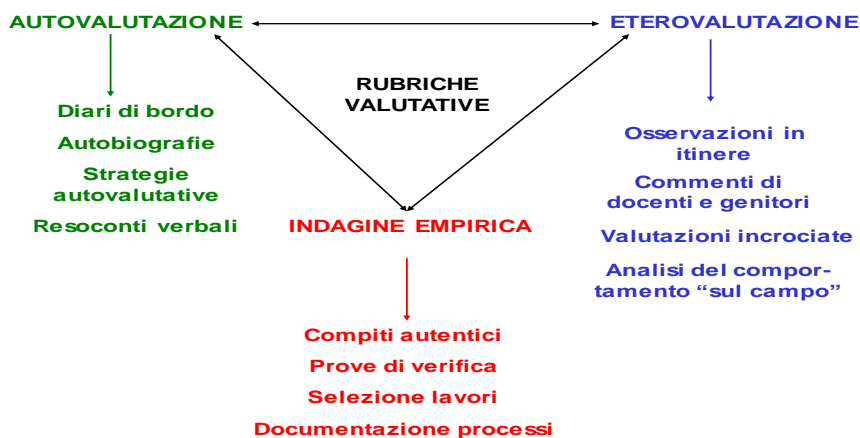 AUTOVALUTAZIONE
ETEROVALUTAZIONE
RUBRICHE
VALUTATIVE
Diari di bordo
Autobiografie
Strategie
autovalutative
Resoconti verbali
Osservazioni in
itinere
Commenti di
docenti e genitori
Valutazioni incrociate
Analisi del compor-
tamento “sul campo”
INDAGINE EMPIRICA
Compiti autentici
Prove di verifica
Selezione lavori
Documentazione processi